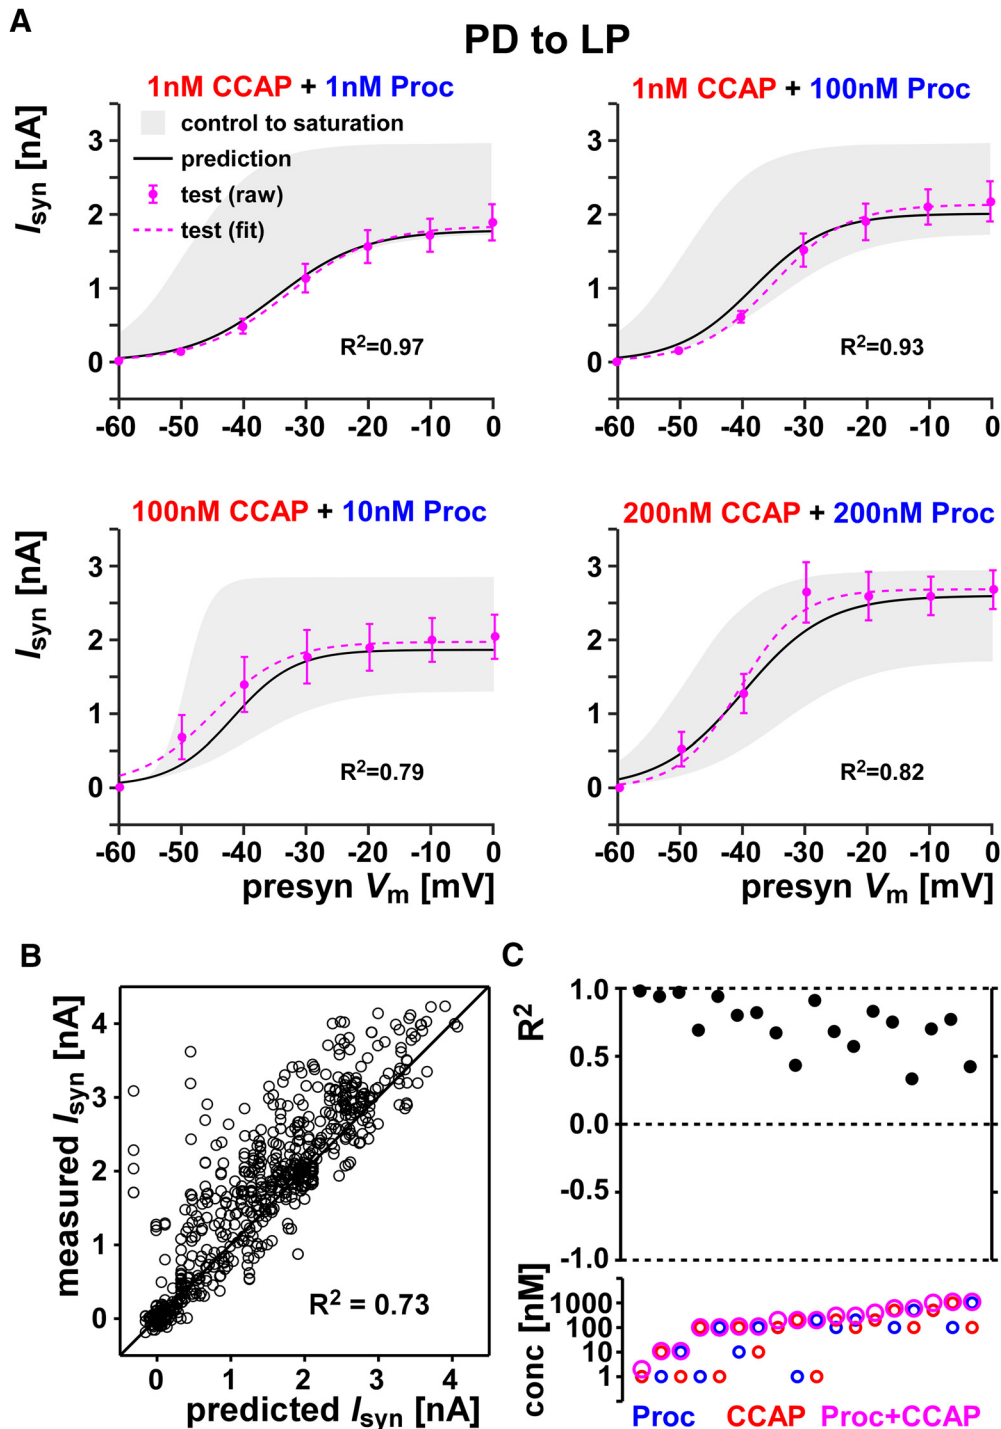 A
PD to LP
1nM CCAP + 1nM Proc
1nM CCAP + 100nM Proc
control to saturation
prediction
test (raw)
test (fit)
I syn [nA]
3
2
1
0
R²=0.97
-60 -50 -40 -30 -20 -10 0
3
2
1
0
R²=0.93
-60 -50 -40 -30 -20 -10 0
100nM CCAP + 10nM Proc
200nM CCAP + 200nM Proc
I syn [nA]
3
2
1
0
R²=0.79
-60 -50 -40 -30 -20 -10 0
presyn Vm [mV]
3
2
1
0
R²=0.82
-60 -50 -40 -30 -20 -10 0
presyn Vm [mV]
B
measured I syn [nA]
4
3
2
1
0
R² = 0.73
0 1 2 3 4
predicted I syn [nA]
C
R²
1.0
0.5
0.0
-0.5
-1.0
conc [nM]
1000
100
10
1
Proc CCAP Proc+CCAP